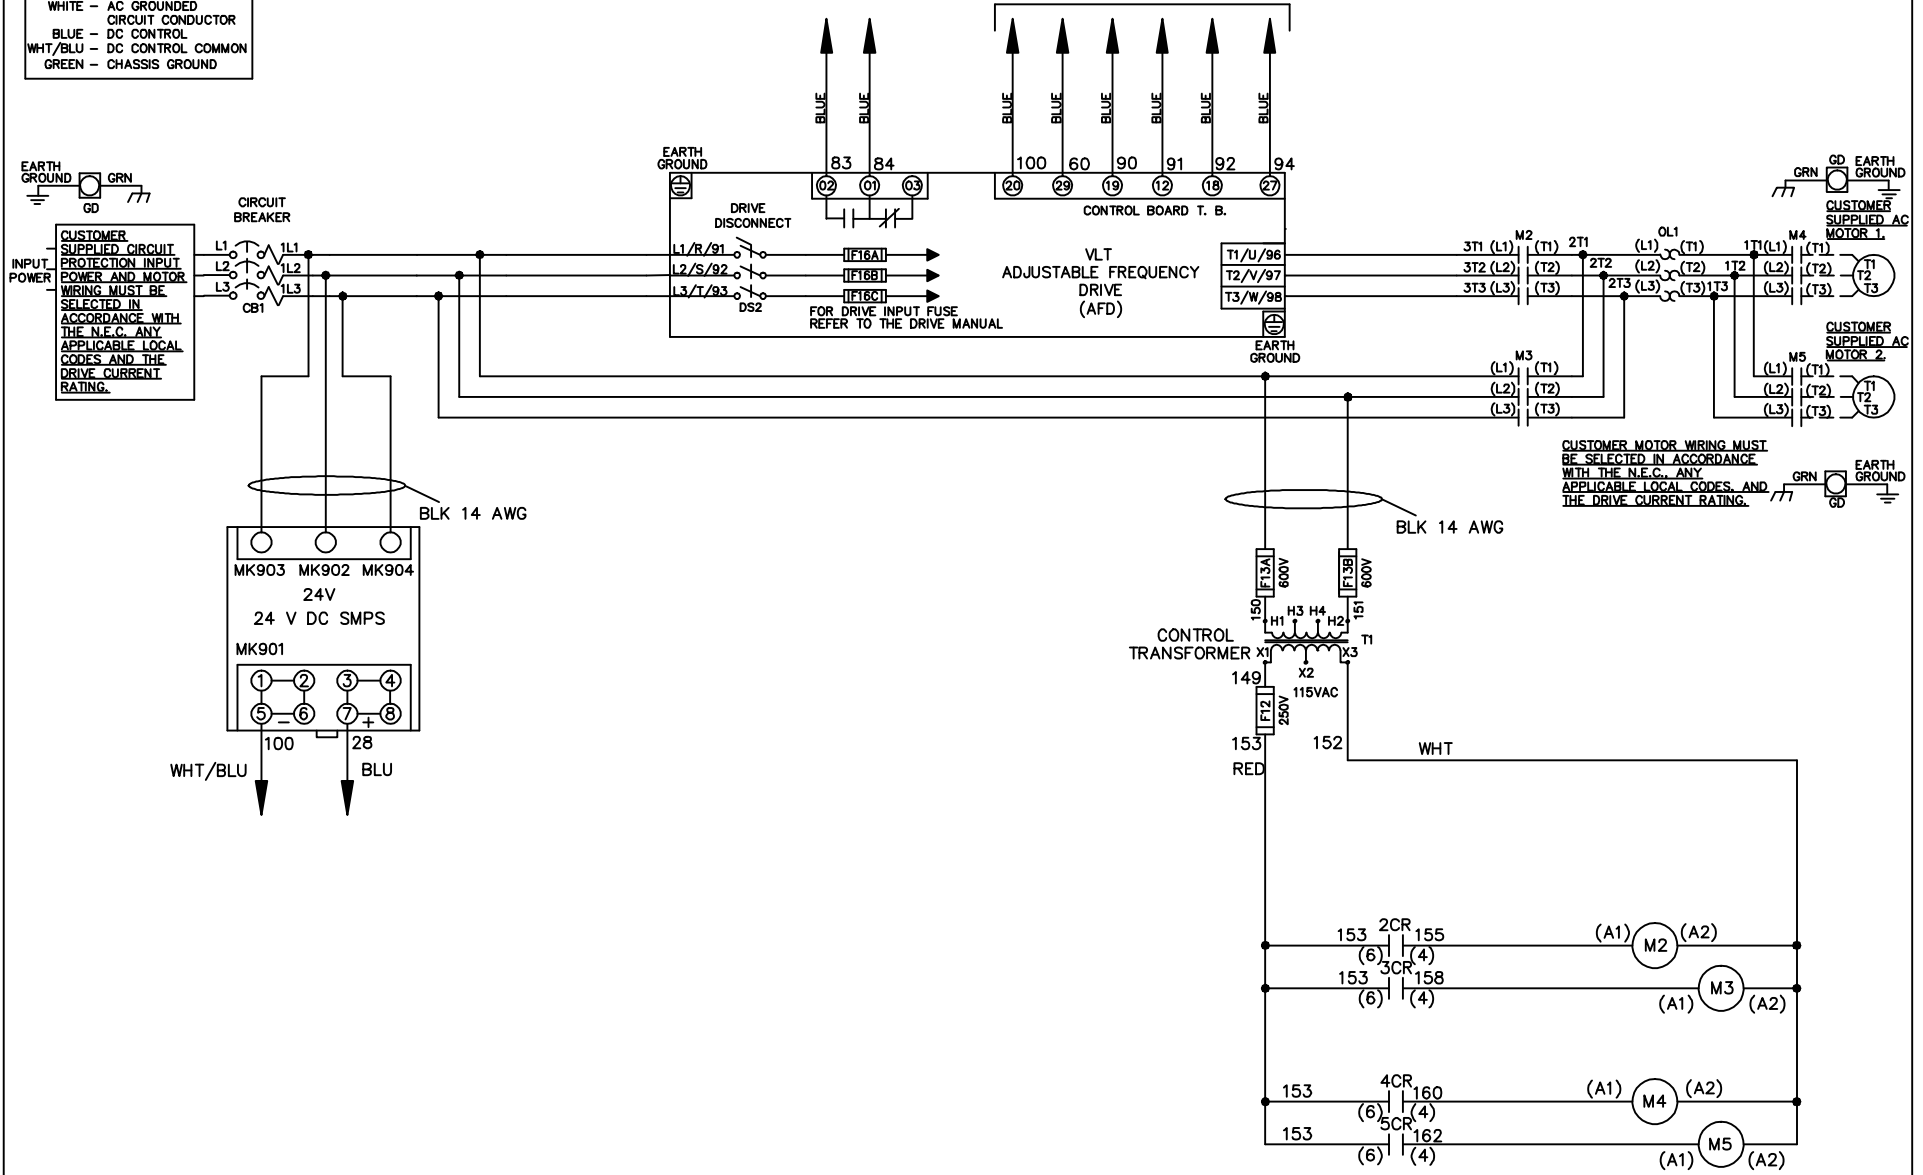 WHITE – AC GROUNDED
CIRCUIT CONDUCTOR
BLUE – DC CONTROL
WHT/BLU – DC CONTROL COMMON
GREEN – CHASSIS GROUND
BLUE BLUE BLUE BLUE BLUE BLUE BLUE BLUE
EARTH
GROUND
GRN
GD
EARTH
GROUND
83 84 100 60 90 91 92 94
02 01 03 20 29 19 12 18 27
CONTROL BOARD T. B.
GD
GRN
EARTH
GROUND
INPUT
POWER
CUSTOMER
SUPPLIED CIRCUIT
PROTECTION INPUT
POWER AND MOTOR
WIRING MUST BE
SELECTED IN
ACCORDANCE WITH
THE N.E.C. ANY
APPLICABLE LOCAL
CODES AND THE
DRIVE CURRENT
RATING.
CIRCUIT
BREAKER
L1 1L1
L2 1L2
L3 1L3
CB1
DRIVE
DISCONNECT
L1/R/91 F16A
L2/S/92 F16B
L3/T/93 F16C
DS2
FOR DRIVE INPUT FUSE
REFER TO THE DRIVE MANUAL
VLT
ADJUSTABLE FREQUENCY
DRIVE
(AFD)
T1/U/96
T2/V/97
T3/W/98
EARTH
GROUND
M2
3T1 (L1) (T1) 2T1
3T2 (L2) (T2) 2T2
3T3 (L3) (T3) 2T3
OL1
(L1) (T1) 1T1
(L2) (T2) 1T2
(L3) (T3) 1T3
M4
(L1) (T1)
(L2) (T2)
(L3) (T3)
CUSTOMER
SUPPLIED AC
MOTOR 1.
T1
T2
T3
M3
(L1) (T1)
(L2) (T2)
(L3) (T3)
M5
(L1) (T1)
(L2) (T2)
(L3) (T3)
CUSTOMER
SUPPLIED AC
MOTOR 2.
T1
T2
T3
CUSTOMER MOTOR WIRING MUST
BE SELECTED IN ACCORDANCE
WITH THE N.E.C., ANY
APPLICABLE LOCAL CODES, AND
THE DRIVE CURRENT RATING.
GRN
GD
EARTH
GROUND
BLK 14 AWG
MK903 MK902 MK904
24V
24 V DC SMPS
MK901
1 2 3 4
5 6 7 8
– +
100 28
WHT/BLU BLU
BLK 14 AWG
F13A 600V F13B 600V
150 151
H1 H3 H4 H2
CONTROL
TRANSFORMER
T1
X1 X2 X3
149
115VAC
F12 250V
153 152
RED
WHT
2CR
153 155 (A1) M2 (A2)
(6) (4)
3CR
153 158
(6) (4) (A1) M3 (A2)
4CR
153 160 (A1) M4 (A2)
(6) (4)
5CR
153 162
(6) (4) (A1) M5 (A2)